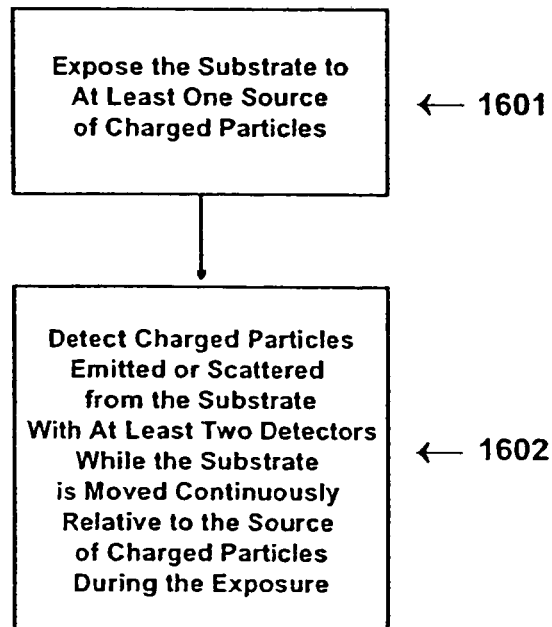 Expose the Substrate to
At Least One Source
of Charged Particles
← 1601
Detect Charged Particles
Emitted or Scattered
from the Substrate
With At Least Two Detectors
While the Substrate
is Moved Continuously
Relative to the Source
of Charged Particles
During the Exposure
← 1602